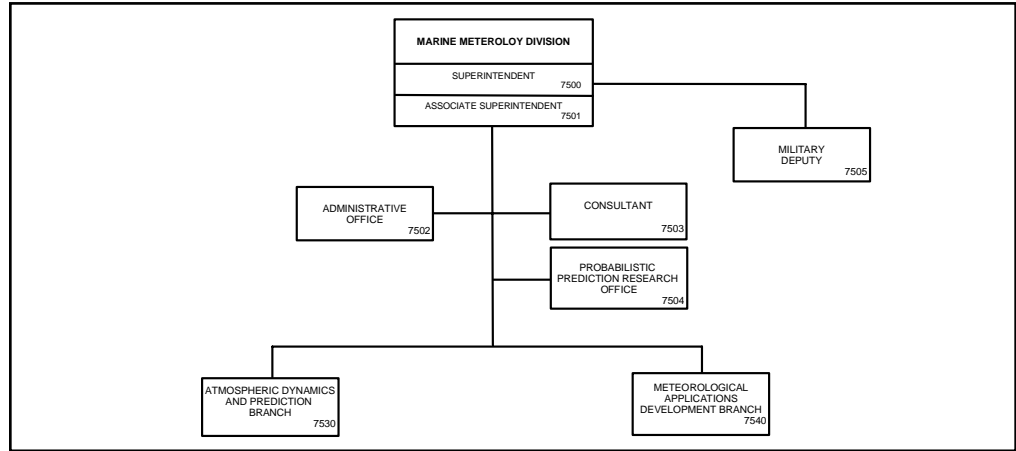 MARINE METEROLOY DIVISION
SUPERINTENDENT
7500
ASSOCIATE SUPERINTENDENT
7501
MILITARY
DEPUTY
7505
ADMINISTRATIVE
OFFICE
7502
CONSULTANT
7503
PROBABILISTIC
PREDICTION RESEARCH
OFFICE
7504
ATMOSPHERIC DYNAMICS
AND PREDICTION
BRANCH
7530
METEOROLOGICAL
APPLICATIONS
DEVELOPMENT BRANCH
7540